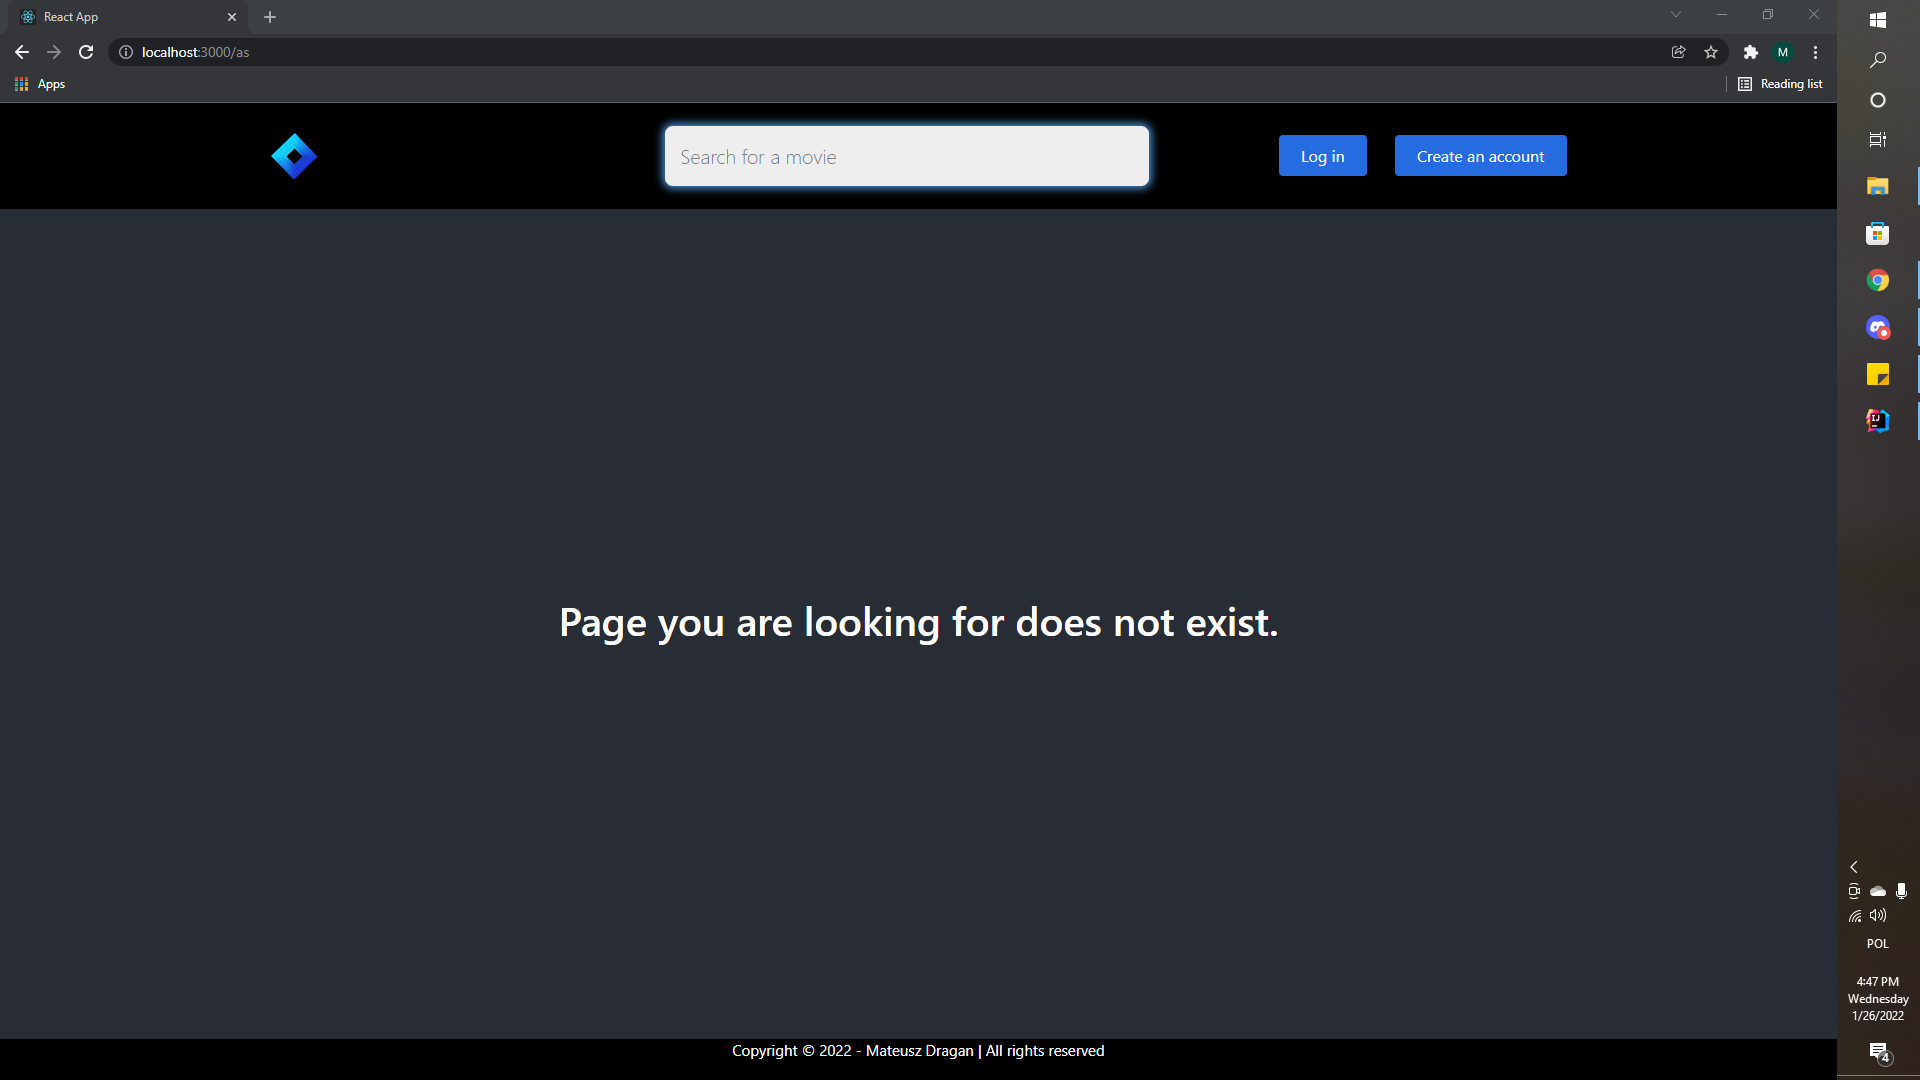 React App
localhost:3000/as
M
Apps
Reading list
Search for a movie
Log in
Create an account
Page you are looking for does not exist.
Copyright © 2022 - Mateusz Dragan | All rights reserved
IJ
POL
4:47 PM
Wednesday
1/26/2022
4